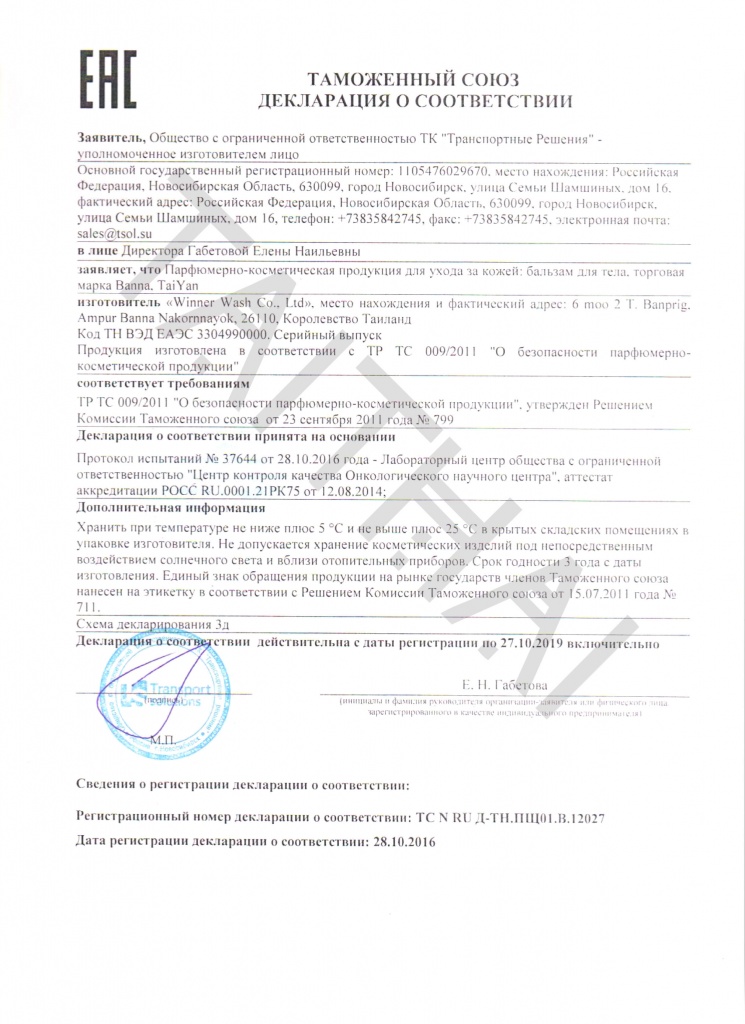 ЕАС
ТАМОЖЕННЫЙ СОЮЗ
ДЕКЛАРАЦИЯ О СООТВЕТСТВИИ
Заявитель, Общество с ограниченной ответственностью ТК "Транспортные Решения" -
уполномоченное изготовителем лицо
Основной государственный регистрационный номер: 1105476029670, место нахождения: Российская
Федерация, Новосибирская Область, 630099, город Новосибирск, улица Семьи Шамшиных, дом 16,
фактический адрес: Российская Федерация, Новосибирская Область, 630099, город Новосибирск,
улица Семьи Шамшиных, дом 16, телефон: +73835842745, факс: +73835842745, электронная почта:
sales@tsol.su
в лице Директора Габетовой Елены Наильевны
заявляет, что Парфюмерно-косметическая продукция для ухода за кожей: бальзам для тела, торговая
марка Banna, TaiYan
изготовитель «Winner Wash Co., Ltd», место нахождения и фактический адрес: 6 moo 2 T. Banprig,
Ampur Banna Nakornnayok, 26110, Королевство Таиланд
Код ТН ВЭД ЕАЭС 3304990000, Серийный выпуск
Продукция изготовлена в соответствии с ТР ТС 009/2011 "О безопасности парфюмерно-
косметической продукции"
соответствует требованиям
ТР ТС 009/2011 "О безопасности парфюмерно-косметической продукции", утвержден Решением
Комиссии Таможенного союза от 23 сентября 2011 года № 799
Декларация о соответствии принята на основании
Протокол испытаний № 37644 от 28.10.2016 года - Лабораторный центр общества с ограниченной
ответственностью "Центр контроля качества Онкологического научного центра", аттестат
аккредитации РОСС RU.0001.21РК75 от 12.08.2014;
Дополнительная информация
Хранить при температуре не ниже плюс 5 °С и не выше плюс 25 °С в крытых складских помещениях в
упаковке изготовителя. Не допускается хранение косметических изделий под непосредственным
воздействием солнечного света и вблизи отопительных приборов. Срок годности 3 года с даты
изготовления. Единый знак обращения продукции на рынке государств членов Таможенного союза
нанесен на этикетку в соответствии с Решением Комиссии Таможенного союза от 15.07.2011 года №
711.
Схема декларирования 3д
Декларация о соответствии действительна с даты регистрации по 27.10.2019 включительно
Transport
Solutions
(подпись)
М.П.
Е. Н. Габетова
(инициалы и фамилия руководителя организации-заявителя или физического лица,
зарегистрированного в качестве индивидуального предпринимателя)
Сведения о регистрации декларации о соответствии:
Регистрационный номер декларации о соответствии: ТС N RU Д-TH.ПЩ01.В.12027
Дата регистрации декларации о соответствии: 28.10.2016
TAITHAI